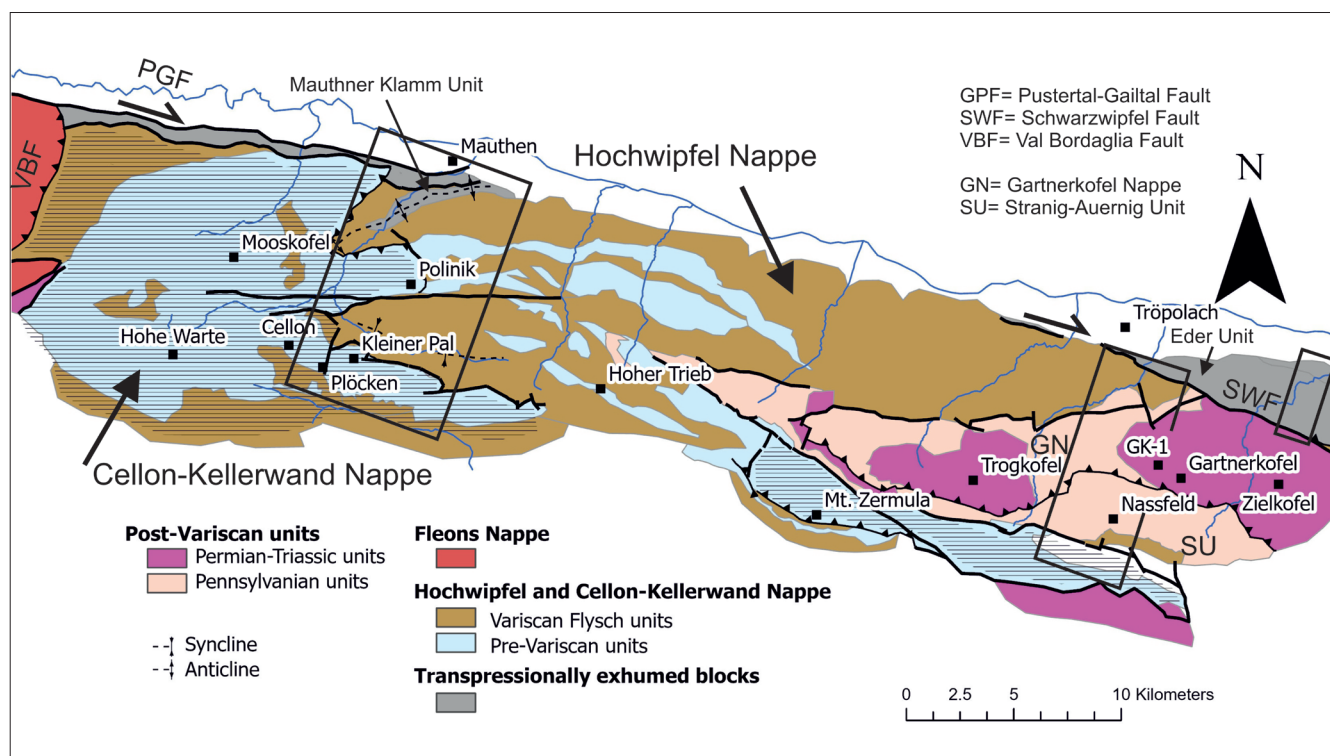 PGF
Mauthner Klamm Unit
GPF= Pustertal-Gailtal Fault
SWF= Schwarzwipfel Fault
VBF= Val Bordaglia Fault
GN= Gartnerkofel Nappe
SU= Stranig-Auernig Unit
N
VBF
Mauthen
Hochwipfel Nappe
Mooskofel
Polinik
Hohe Warte
Cellon
Kleiner Pal
Plöcken
Hoher Trieb
Tröpolach
Eder Unit
SWF
GN
GK-1
Gartnerkofel
Trogkofel
Zielkofel
Mt. Zermula
Nassfeld
SU
Cellon-Kellerwand Nappe
Post-Variscan units
Permian-Triassic units
Pennsylvanian units
Syncline
Anticline
Fleons Nappe
Hochwipfel and Cellon-Kellerwand Nappe
Variscan Flysch units
Pre-Variscan units
Transpressionally exhumed blocks
0 2.5 5 10 Kilometers